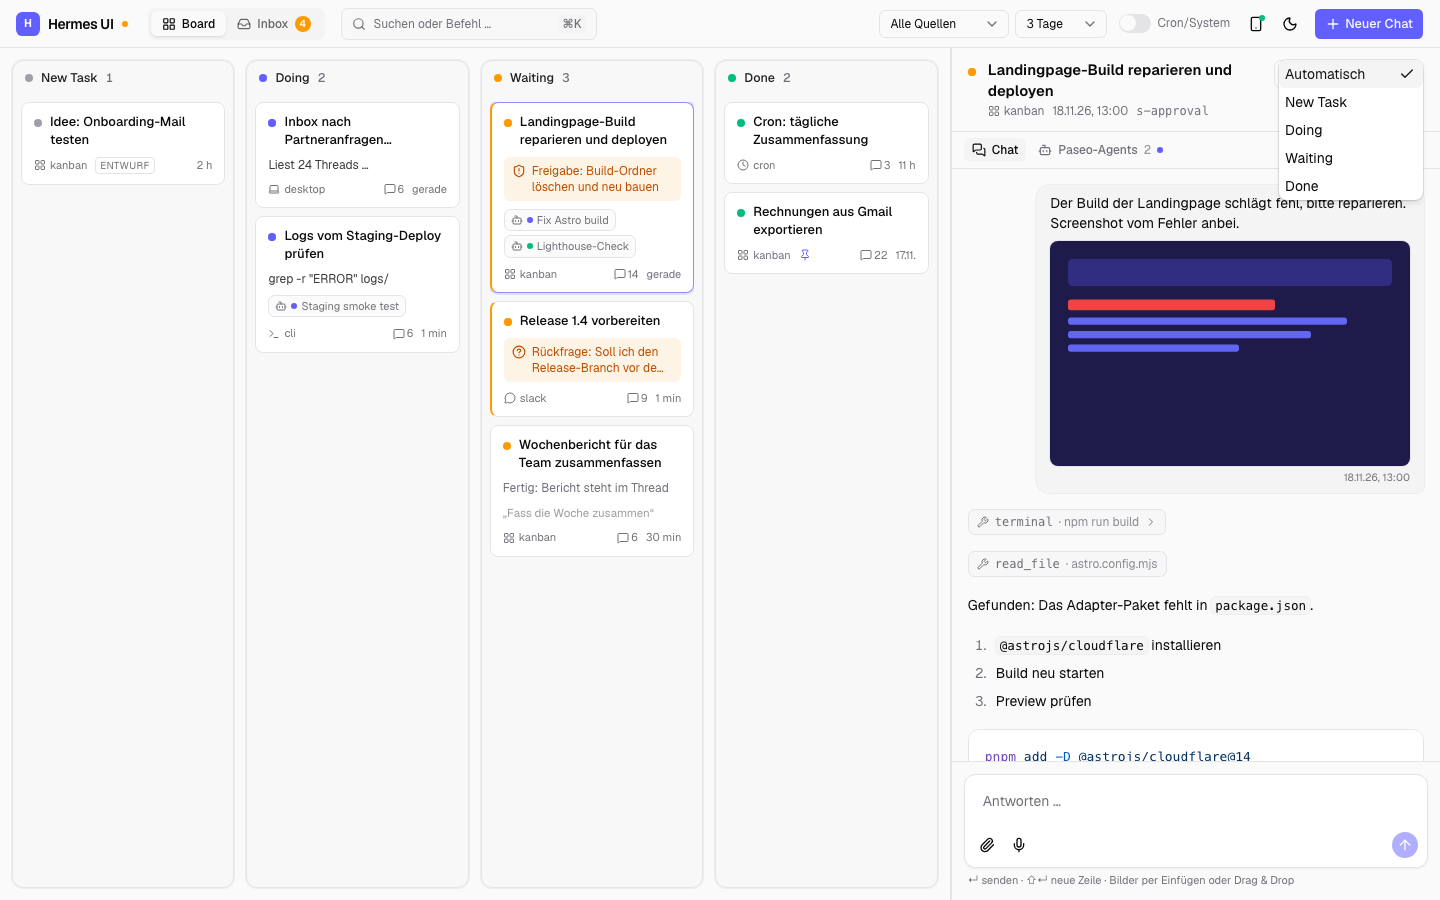 H Hermes UI
Board
Inbox 4
Suchen oder Befehl ... ⌘K
Alle Quellen
3 Tage
Cron/System
Neuer Chat
New Task 1
Idee: Onboarding-Mail
testen
kanban ENTWURF 2 h
Doing 2
Inbox nach
Partneranfragen...
Liest 24 Threads ...
desktop 6 gerade
Logs vom Staging-Deploy
prüfen
grep -r "ERROR" logs/
Staging smoke test
cli 6 1 min
Waiting 3
Landingpage-Build
reparieren und deployen
Freigabe: Build-Ordner
löschen und neu bauen
Fix Astro build
Lighthouse-Check
kanban 14 gerade
Release 1.4 vorbereiten
Rückfrage: Soll ich den
Release-Branch vor de...
slack 9 1 min
Wochenbericht für das
Team zusammenfassen
Fertig: Bericht steht im Thread
„Fass die Woche zusammen“
kanban 6 30 min
Done 2
Cron: tägliche
Zusammenfassung
cron 3 11 h
Rechnungen aus Gmail
exportieren
kanban 22 17.11.
Landingpage-Build reparieren und
deployen
kanban 18.11.26, 13:00 s-approval
Automatisch
New Task
Doing
Waiting
Done
Chat
Paseo-Agents 2
Der Build der Landingpage schlägt fehl, bitte reparieren.
Screenshot vom Fehler anbei.
18.11.26, 13:00
terminal · npm run build
read_file · astro.config.mjs
Gefunden: Das Adapter-Paket fehlt in package.json.
1. @astrojs/cloudflare installieren
2. Build neu starten
3. Preview prüfen
pnpm add -D @astrojs/cloudflare@14
Antworten ...
↵ senden · ⇧↵ neue Zeile · Bilder per Einfügen oder Drag & Drop